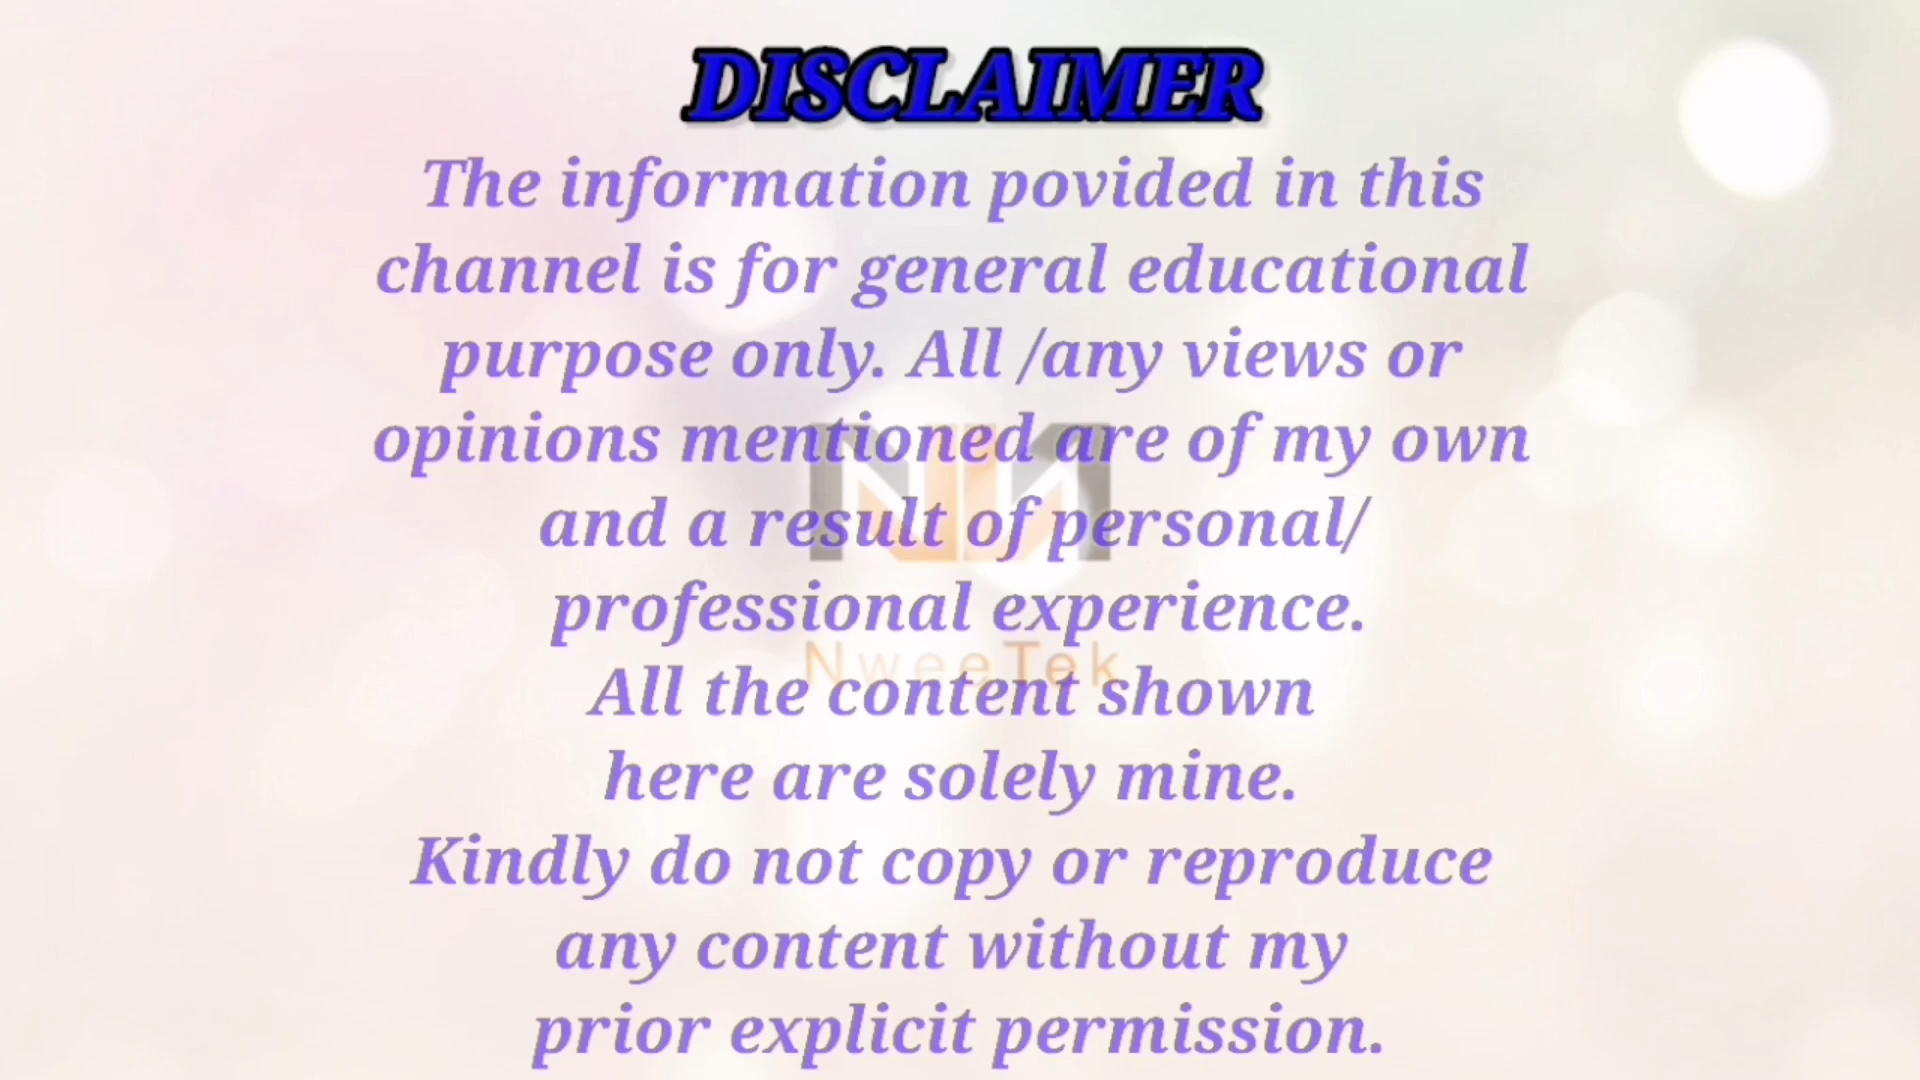 DISCLAIMER
The information povided in this
channel is for general educational
purpose only. All /any views or
opinions mentioned are of my own
and a result of personal/
professional experience.
NweeTek
All the content shown
here are solely mine.
Kindly do not copy or reproduce
any content without my
prior explicit permission.